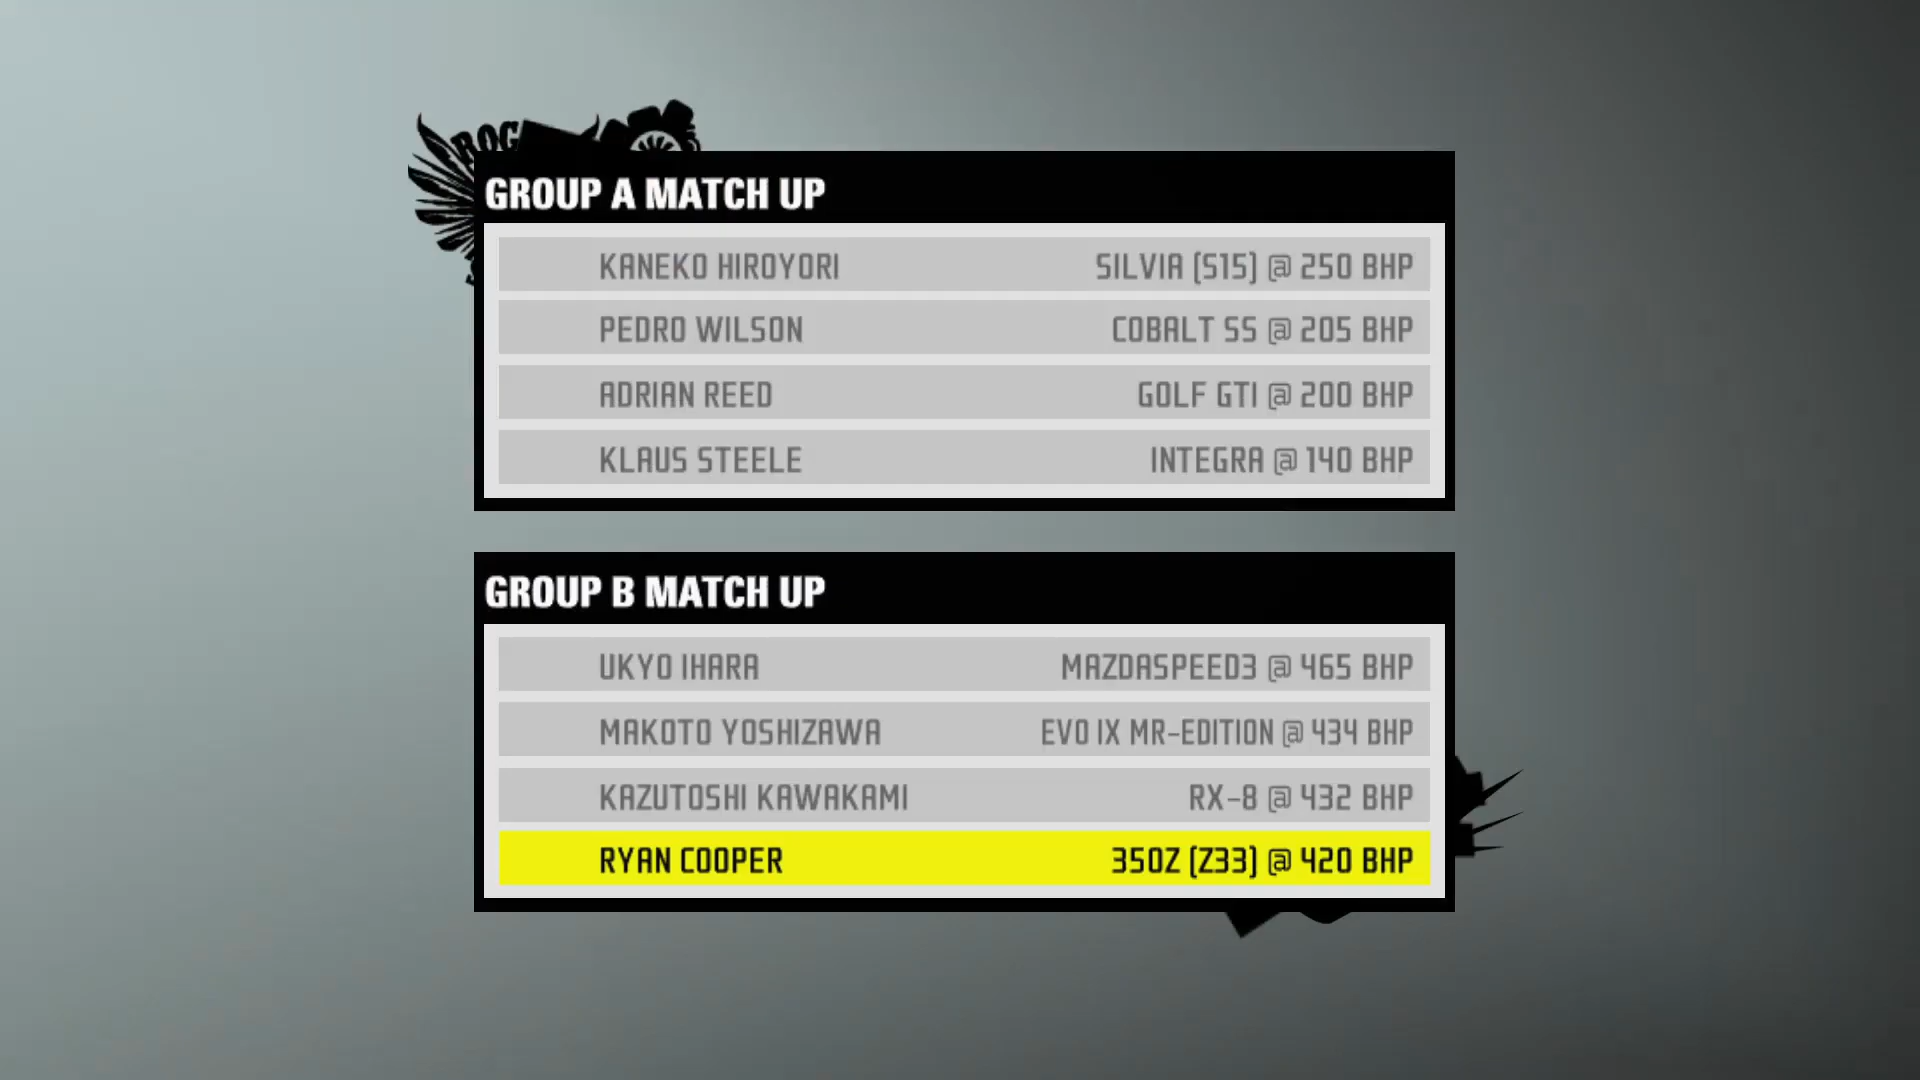 ROG
GROUP A MATCH UP
KANEKO HIROYORI SILVIA (S15) @ 250 BHP
PEDRO WILSON COBALT SS @ 205 BHP
ADRIAN REED GOLF GTI @ 200 BHP
KLAUS STEELE INTEGRA @ 140 BHP
GROUP B MATCH UP
UKYO IHARA MAZDASPEED3 @ 465 BHP
MAKOTO YOSHIZAWA EVO IX MR-EDITION @ 434 BHP
KAZUTOSHI KAWAKAMI RX-8 @ 432 BHP
RYAN COOPER 350Z (Z33) @ 420 BHP